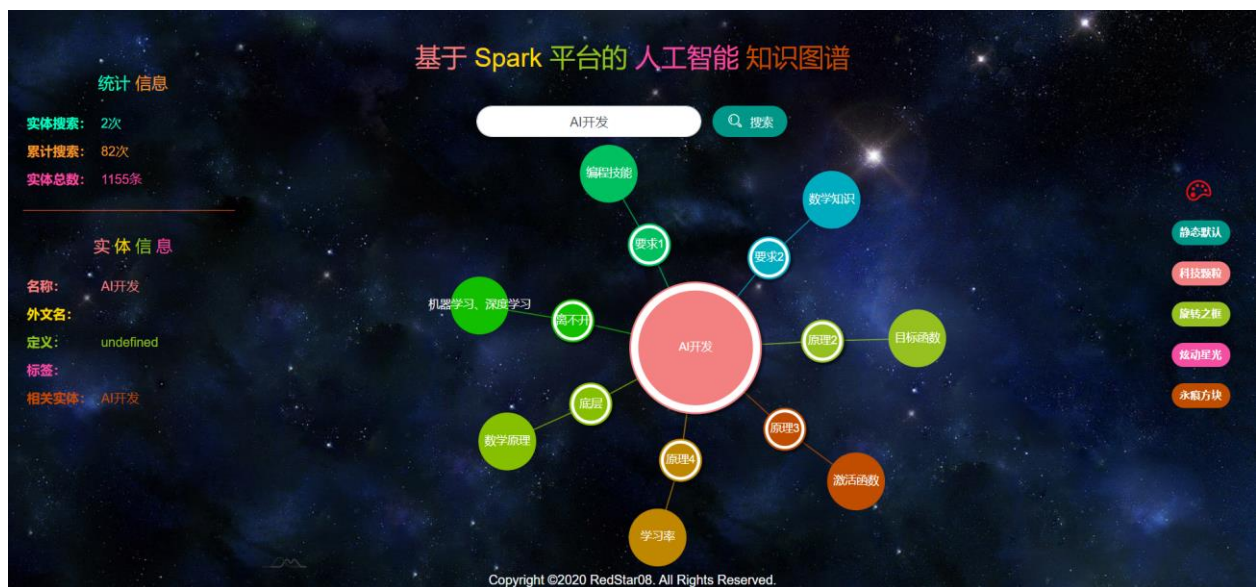 基于 Spark 平台的 人工智能 知识图谱
AI开发
搜索
统计 信息
实体搜索： 2次
累计搜索： 82次
实体总数： 1155条
实 体 信 息
名称： AI开发
外文名：
定义： undefined
标签：
相关实体： AI开发
编程技能
要求1
数学知识
要求2
机器学习、深度学习
离不开
AI开发
原理2
目标函数
底层
数学原理
原理3
激活函数
原理4
学习率
静态默认
科技颗粒
旋转之框
炫动星光
永痕方块
Copyright ©2020 RedStar08. All Rights Reserved.